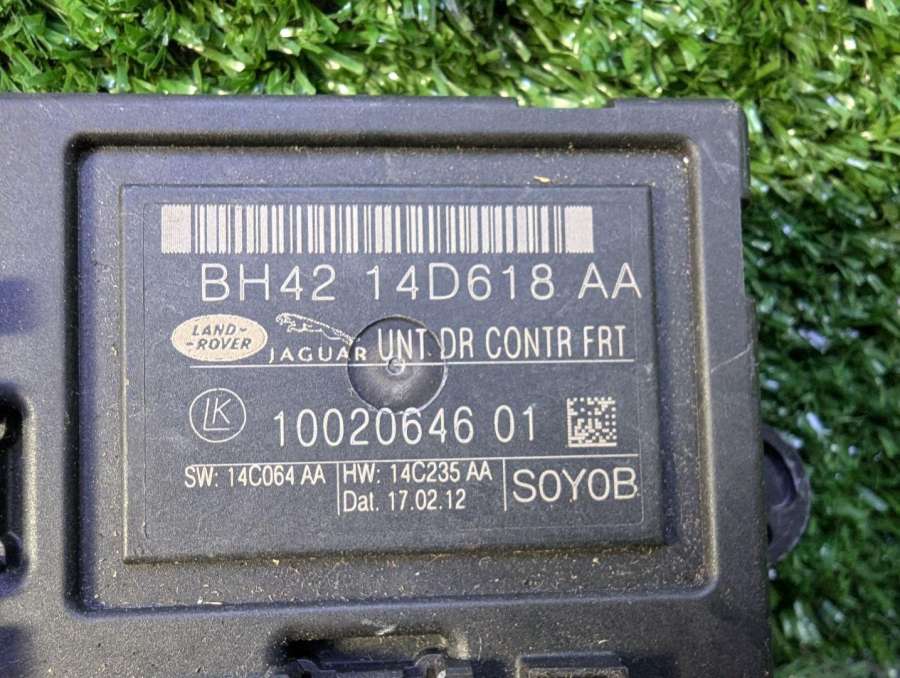 BH42 14D618 AA
LAND-
-ROVER
JAGUAR UNT DR CONTR FRT
LK 10020646 01
SW: 14C064 AA HW: 14C235 AA SOYOB
Dat. 17.02.12